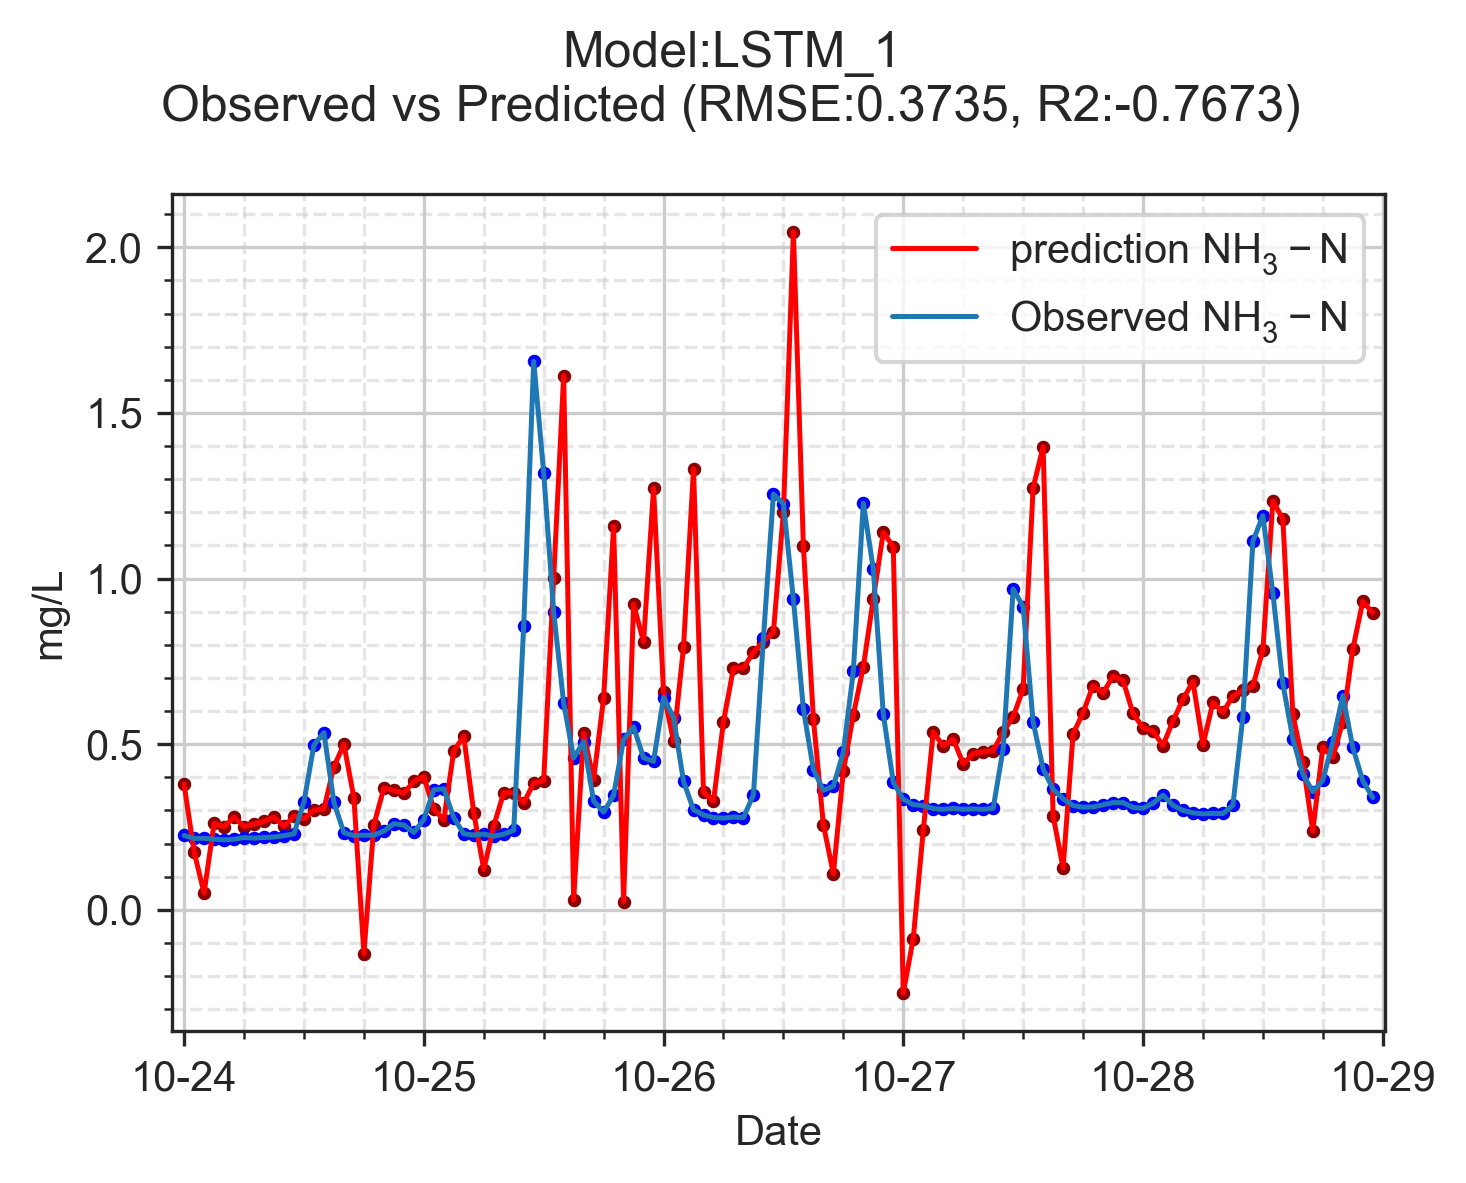 Model:LSTM_1
Observed vs Predicted (RMSE:0.3735, R2:-0.7673)
prediction NH₃ − N
Observed NH₃ − N
2.0
1.5
1.0
0.5
0.0
mg/L
10-24 10-25 10-26 10-27 10-28 10-29
Date